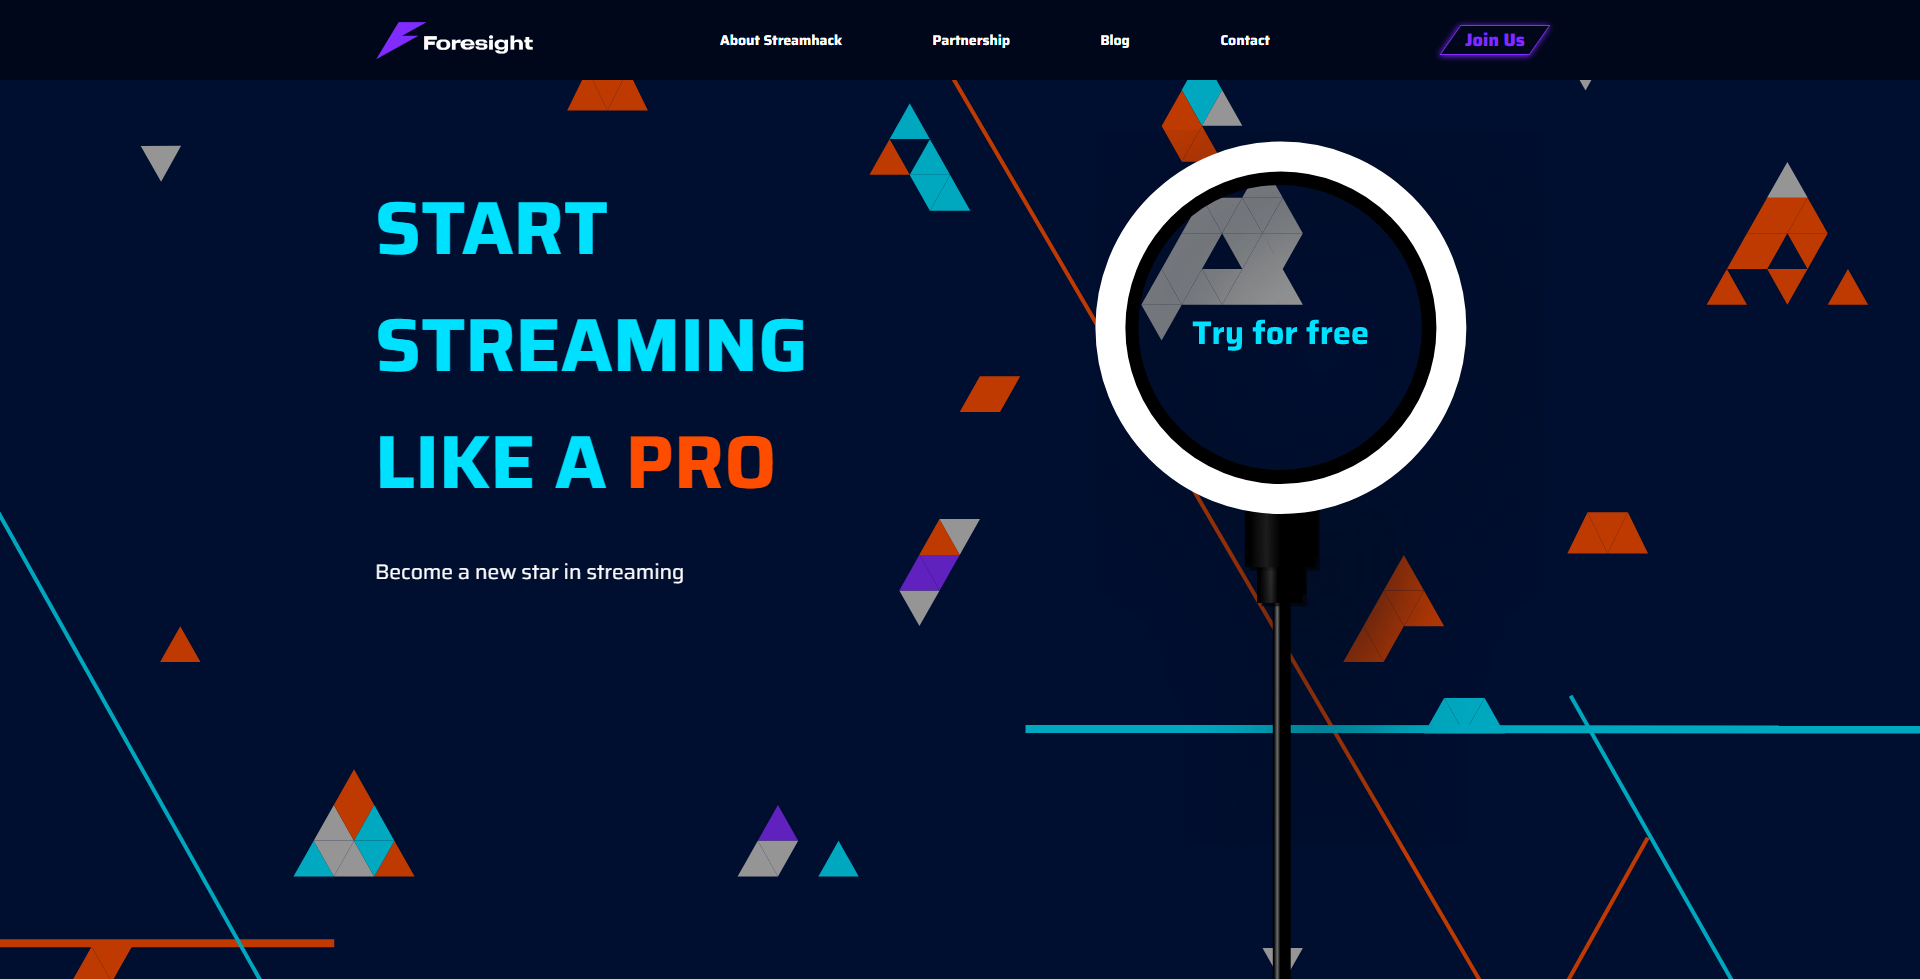 Foresight
About Streamhack
Partnership
Blog
Contact
Join Us
START
STREAMING
LIKE A PRO
Try for free
Become a new star in streaming